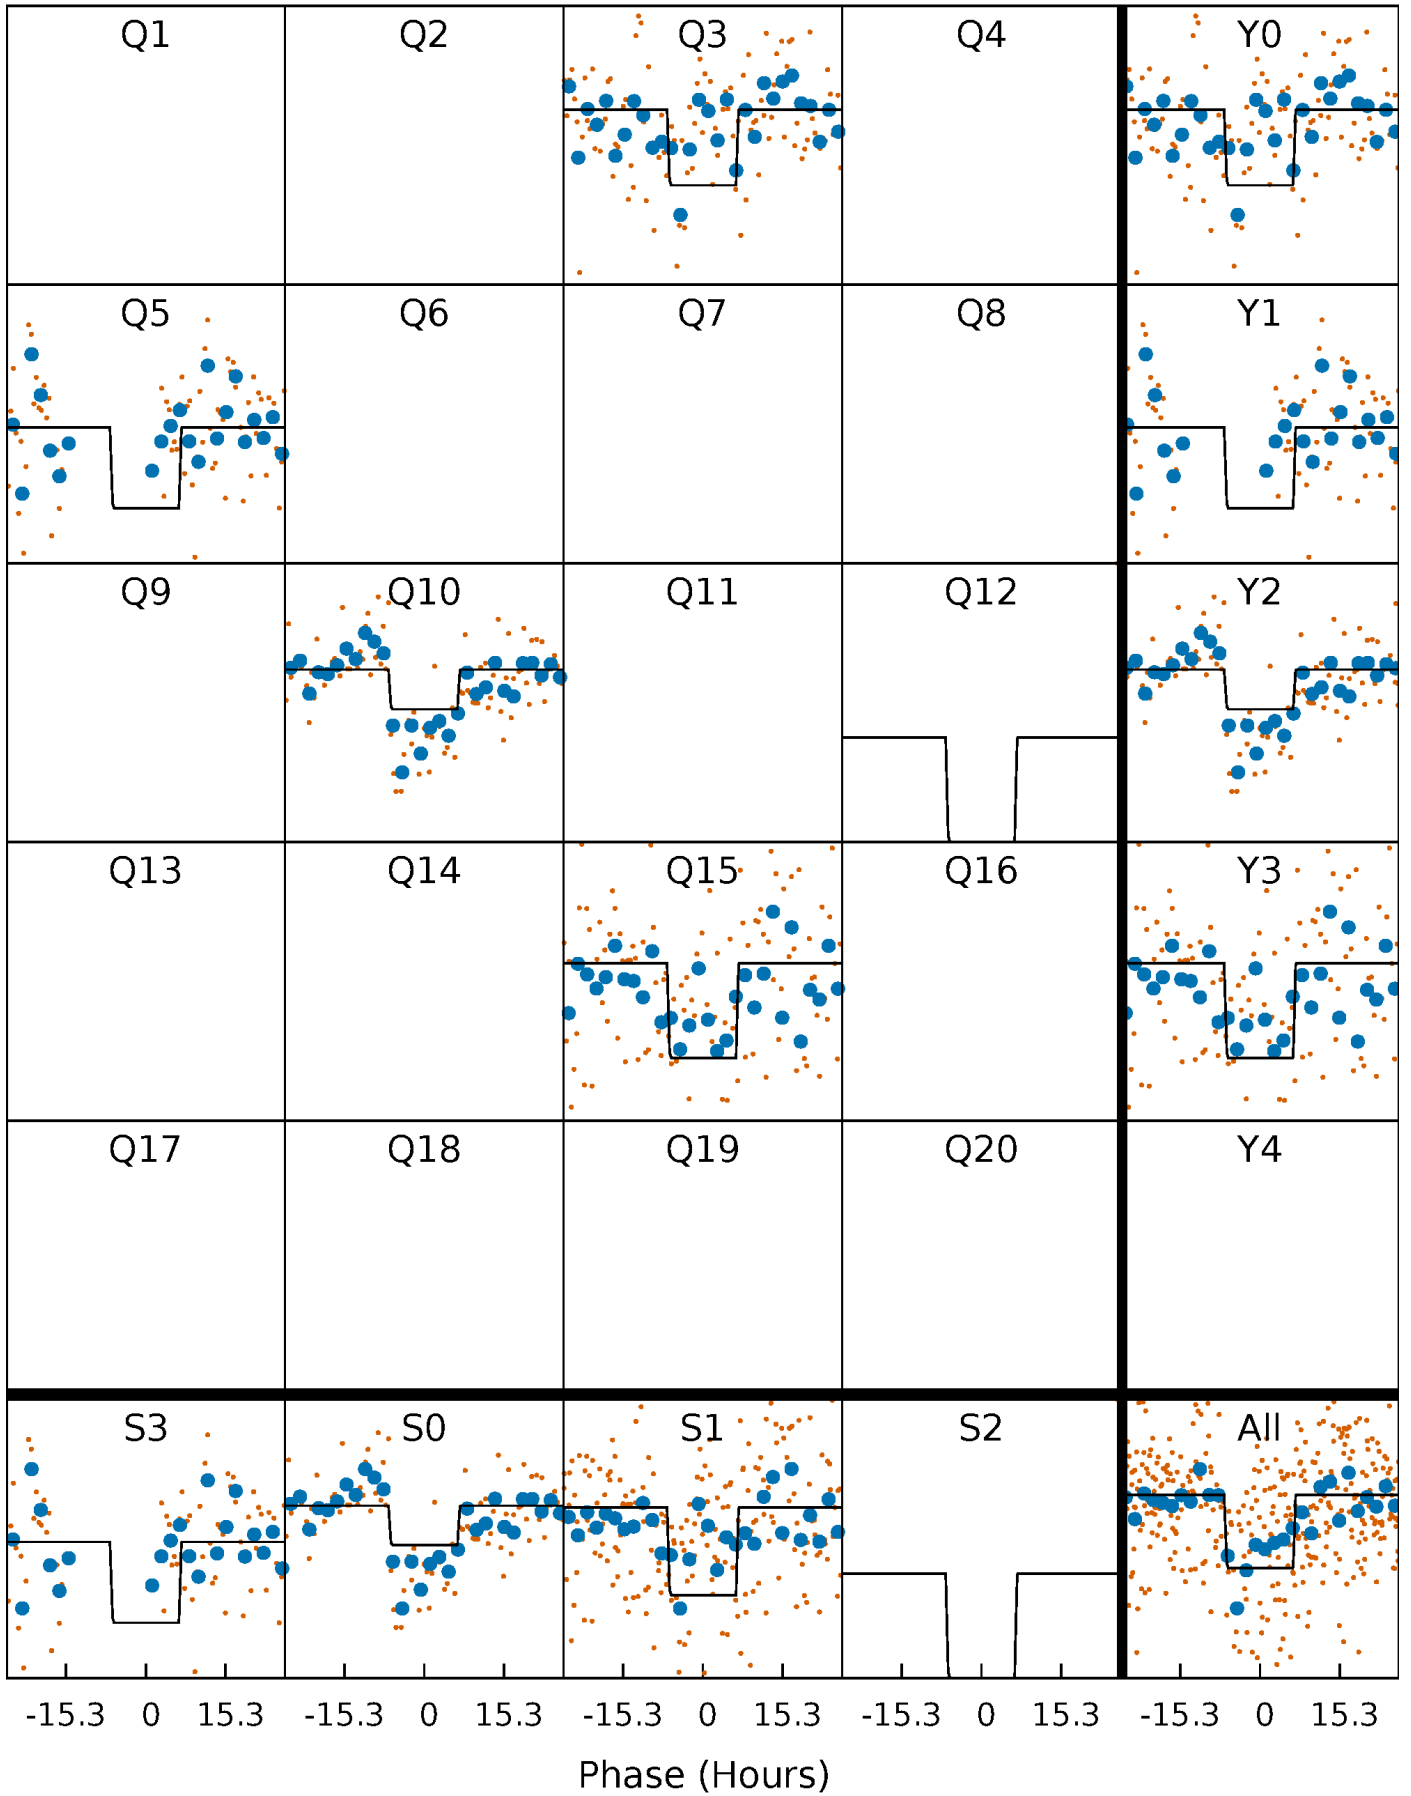 Q1 Q2 Q3 Q4 Y0
Q5 Q6 Q7 Q8 Y1
Q9 Q10 Q11 Q12 Y2
Q13 Q14 Q15 Q16 Y3
Q17 Q18 Q19 Q20 Y4
S3 S0 S1 S2 All
-15.3 0 15.3 -15.3 0 15.3 -15.3 0 15.3 -15.3 0 15.3 -15.3 0 15.3
Phase (Hours)